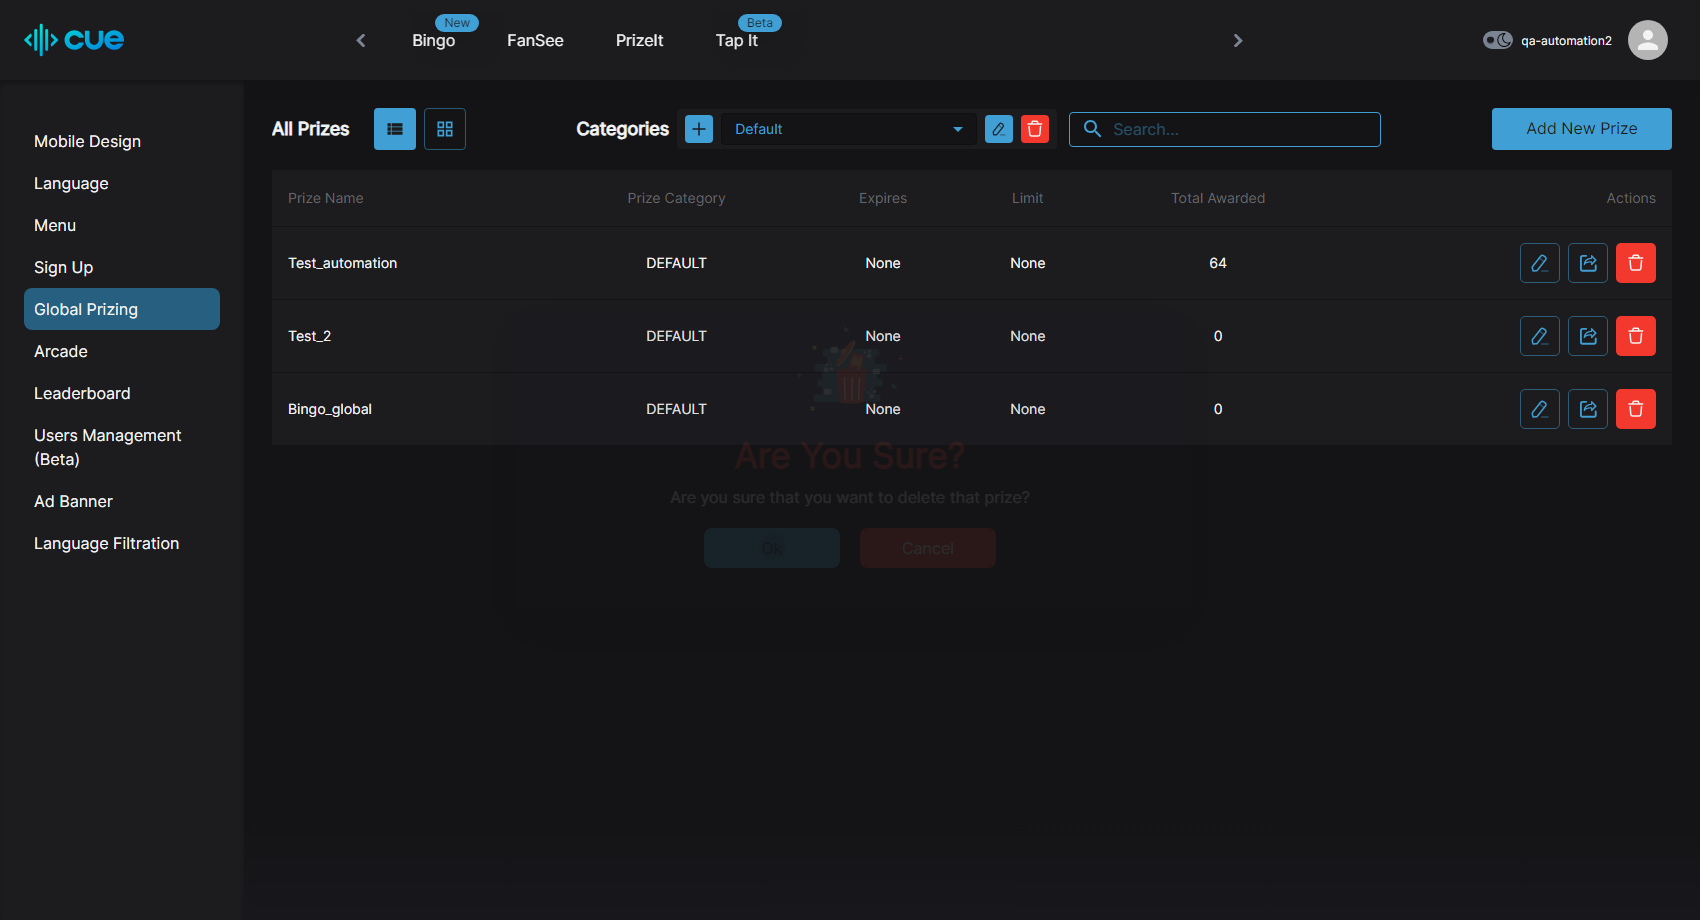 cue
New
Bingo
FanSee
PrizeIt
Beta
Tap It
qa-automation2
Mobile Design
Language
Menu
Sign Up
Global Prizing
Arcade
Leaderboard
Users Management
(Beta)
Ad Banner
Language Filtration
All Prizes
Categories
Default
Search...
Add New Prize
Prize Name Prize Category Expires Limit Total Awarded Actions
Test_automation DEFAULT None None 64
Test_2 DEFAULT None None 0
Bingo_global DEFAULT None None 0
Are You Sure?
Are you sure that you want to delete that prize?
Ok
Cancel